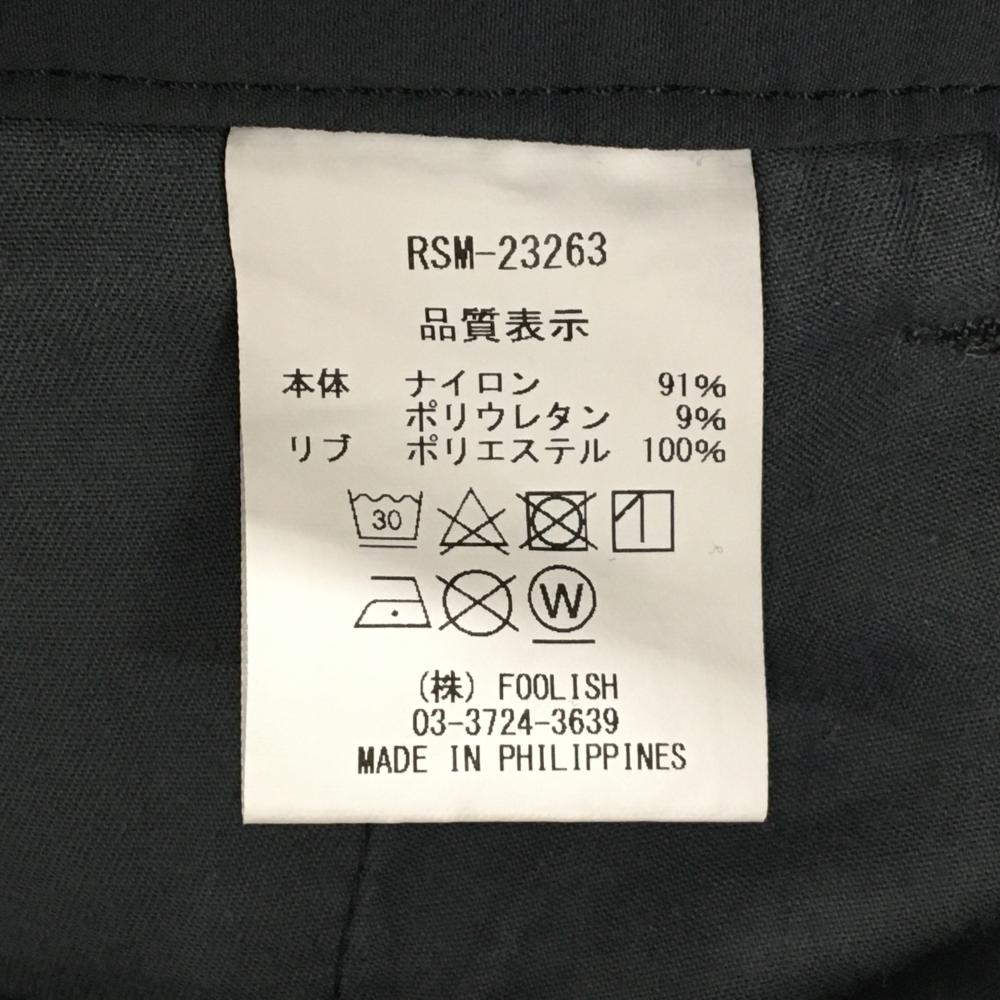 RSM-23263
品質表示
本体 ナイロン 91%
ポリウレタン 9%
リブ ポリエステル 100%
30
W
(株) FOOLISH
03-3724-3639
MADE IN PHILIPPINES